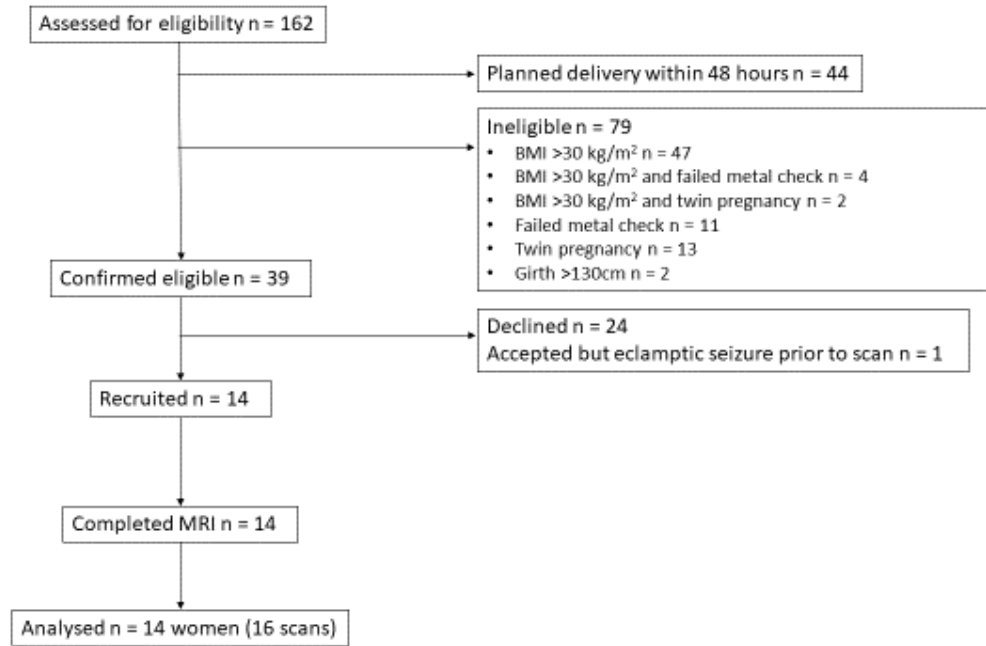 Assessed for eligibility n = 162
Planned delivery within 48 hours n = 44
Ineligible n = 79
• BMI >30 kg/m² n = 47
• BMI >30 kg/m² and failed metal check n = 4
• BMI >30 kg/m² and twin pregnancy n = 2
• Failed metal check n = 11
• Twin pregnancy n = 13
• Girth >130cm n = 2
Confirmed eligible n = 39
Declined n = 24
Accepted but eclamptic seizure prior to scan n = 1
Recruited n = 14
Completed MRI n = 14
Analysed n = 14 women (16 scans)